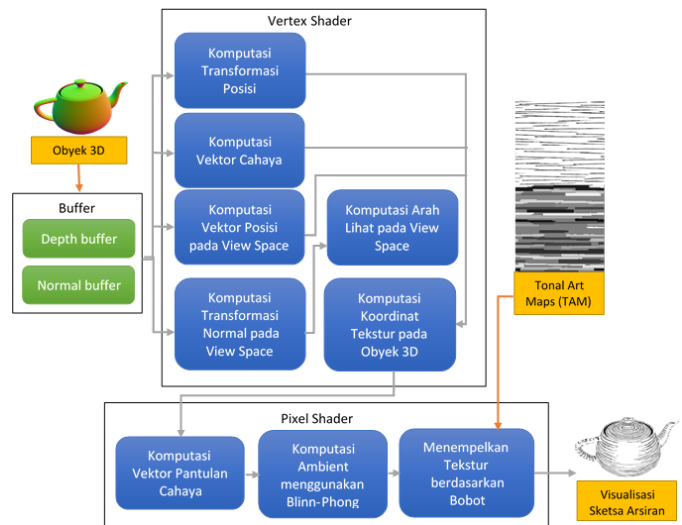 Vertex Shader
Komputasi
Transformasi
Posisi
Obyek 3D
Komputasi
Vektor Cahaya
Buffer
Depth buffer
Normal buffer
Komputasi
Vektor Posisi
pada View Space
Komputasi Arah
Lihat pada View
Space
Komputasi
Transformasi
Normal pada
View Space
Komputasi
Koordinat
Tekstur pada
Obyek 3D
Tonal Art
Maps (TAM)
Pixel Shader
Komputasi
Vektor Pantulan
Cahaya
Komputasi
Ambient
menggunakan
Blinn-Phong
Menempelkan
Tekstur
berdasarkan
Bobot
Visualisasi
Sketsa Arsiran